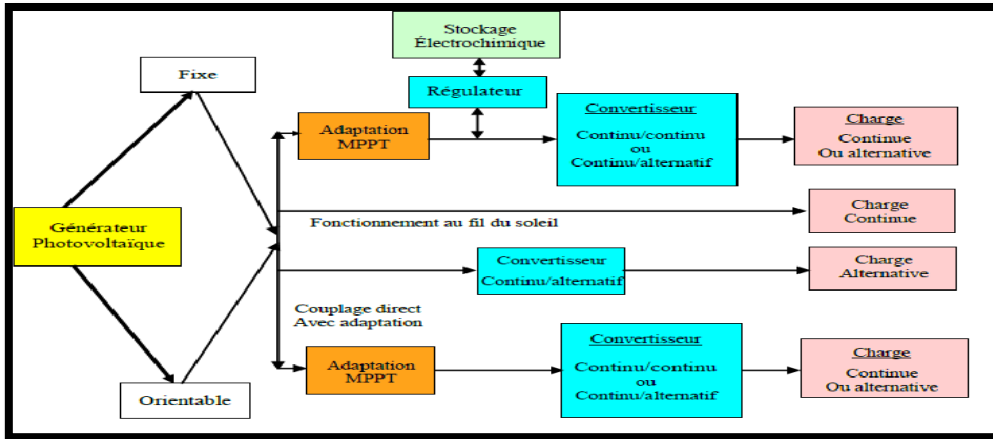 Stockage
Électrochimique
Fixe
Régulateur
Adaptation
MPPT
Convertisseur
Continu/continu
ou
Continu/alternatif
Charge
Continue
Ou alternative
Générateur
Photovoltaïque
Fonctionnement au fil du soleil
Charge
Continue
Convertisseur
Continu/alternatif
Charge
Alternative
Couplage direct
Avec adaptation
Adaptation
MPPT
Convertisseur
Continu/continu
ou
Continu/alternatif
Charge
Continue
Ou alternative
Orientable